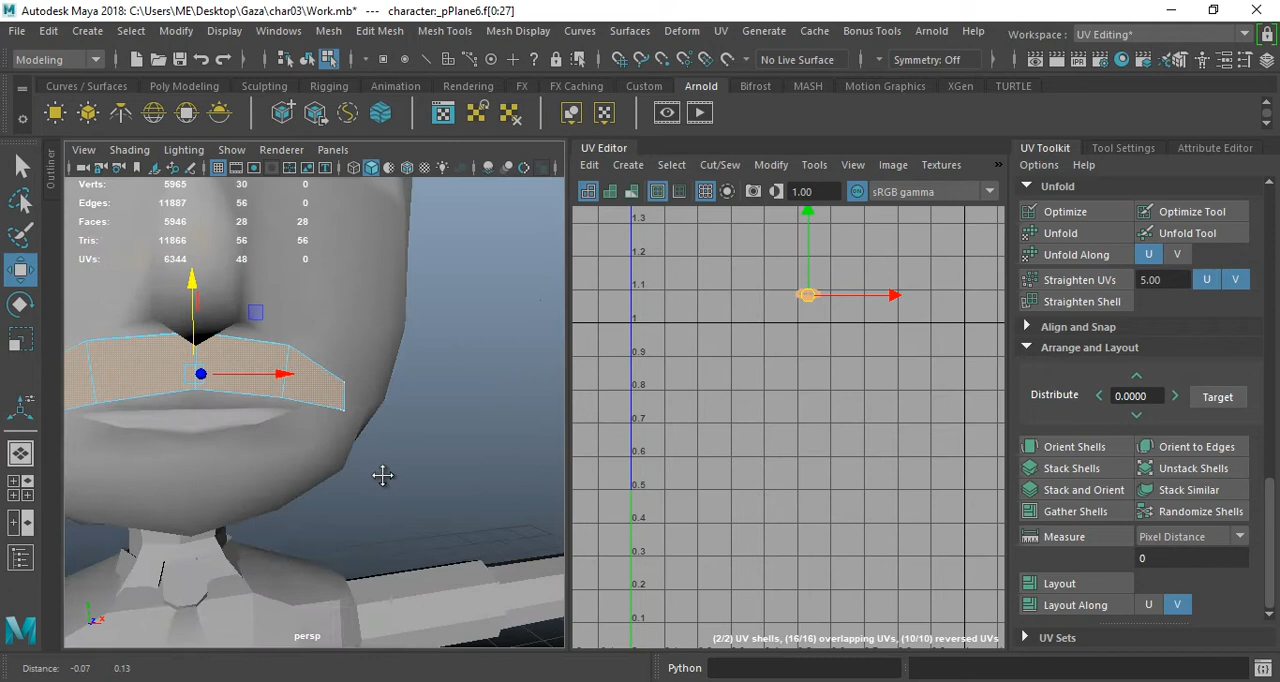 Autodesk Maya 2018: C:\Users\ME\Desktop\Gaza\char03\Work.mb* --- character:_pPlane6.f[0:27]
File Edit Create Select Modify Display Windows Mesh Edit Mesh Mesh Tools Mesh Display Curves Surfaces Deform UV Generate Cache Bonus Tools Arnold Help Workspace : UV Editing*
Modeling No Live Surface Symmetry: Off
Curves / Surfaces Poly Modeling Sculpting Rigging Animation Rendering FX FX Caching Custom Arnold Bifrost MASH Motion Graphics XGen TURTLE
Outliner
View Shading Lighting Show Renderer Panels
Verts: 5965 30 0
Edges: 11887 56 0
Faces: 5946 28 28
Tris: 11866 56 56
UVs: 6344 48 0
persp
UV Editor
Edit Create Select Cut/Sew Modify Tools View Image Textures »
1.00 ON sRGB gamma
1.3
1.2
1.1
1
0.9
0.8
0.7
0.6
0.5
0.4
0.3
0.2
0.1
(2/2) UV shells, (16/16) overlapping UVs, (10/10) reversed UVs
UV Toolkit Tool Settings Attribute Editor
Options Help
Unfold
Optimize Optimize Tool
Unfold Unfold Tool
Unfold Along U V
Straighten UVs 5.00 U V
Straighten Shell
Align and Snap
Arrange and Layout
Distribute 0.0000 Target
Orient Shells Orient to Edges
Stack Shells Unstack Shells
Stack and Orient Stack Similar
Gather Shells Randomize Shells
Measure Pixel Distance
0
Layout
Layout Along U V
UV Sets
Distance: -0.07 0.13
Python